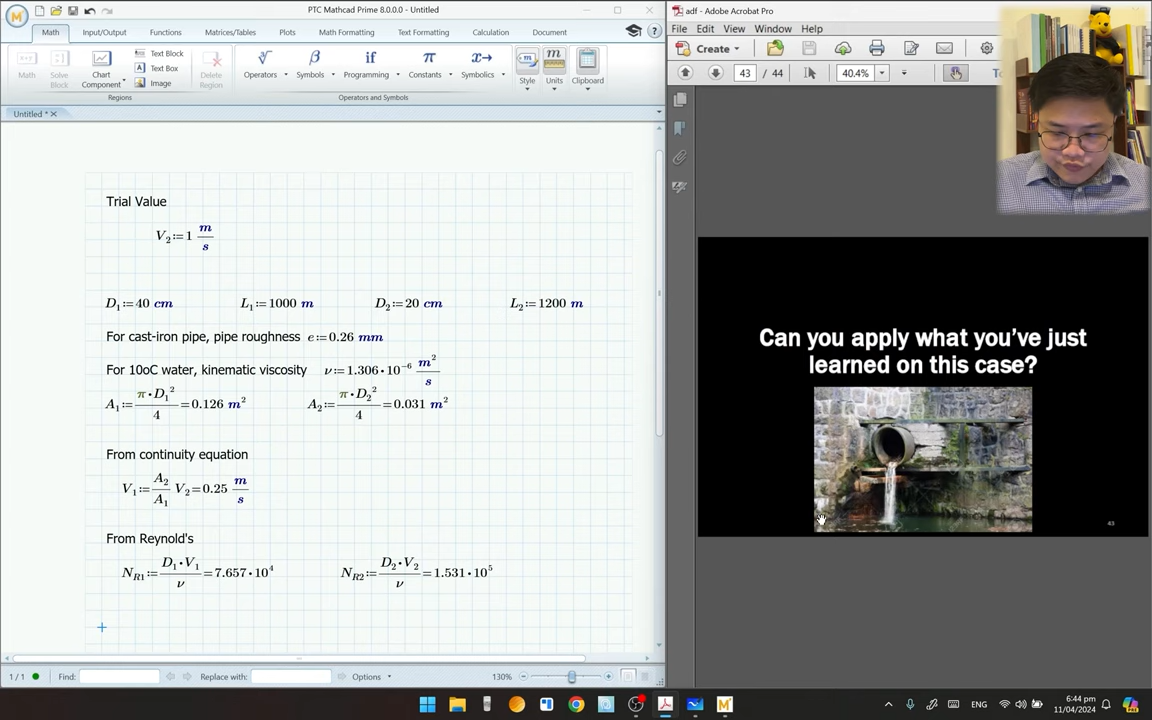 PTC Mathcad Prime 8.0.0.0 - Untitled
Math Input/Output Functions Matrices/Tables Plots Math Formatting Text Formatting Calculation Document
Math
Solve Block
Chart Component
Text Block
Text Box
Image
Delete Region
Operators
Symbols
Programming
Constants
Symbolics
Style
Units
Clipboard
Regions
Operators and Symbols
Untitled *
Trial Value
V₂:=1 m/s
D₁:=40 cm L₁:=1000 m D₂:=20 cm L₂:=1200 m
For cast-iron pipe, pipe roughness e:=0.26 mm
For 10oC water, kinematic viscosity ν:=1.306•10⁻⁶ m²/s
A₁:=π•D₁²/4=0.126 m² A₂:=π•D₂²/4=0.031 m²
From continuity equation
V₁:=A₂/A₁ V₂=0.25 m/s
From Reynold's
N_R1:=D₁•V₁/ν=7.657•10⁴ N_R2:=D₂•V₂/ν=1.531•10⁵
1 / 1 Find: Replace with: Options 130%
adf - Adobe Acrobat Pro
File Edit View Window Help
Create
43 / 44 40.4%
Can you apply what you've just
learned on this case?
43
ENG
6:44 pm
11/04/2024